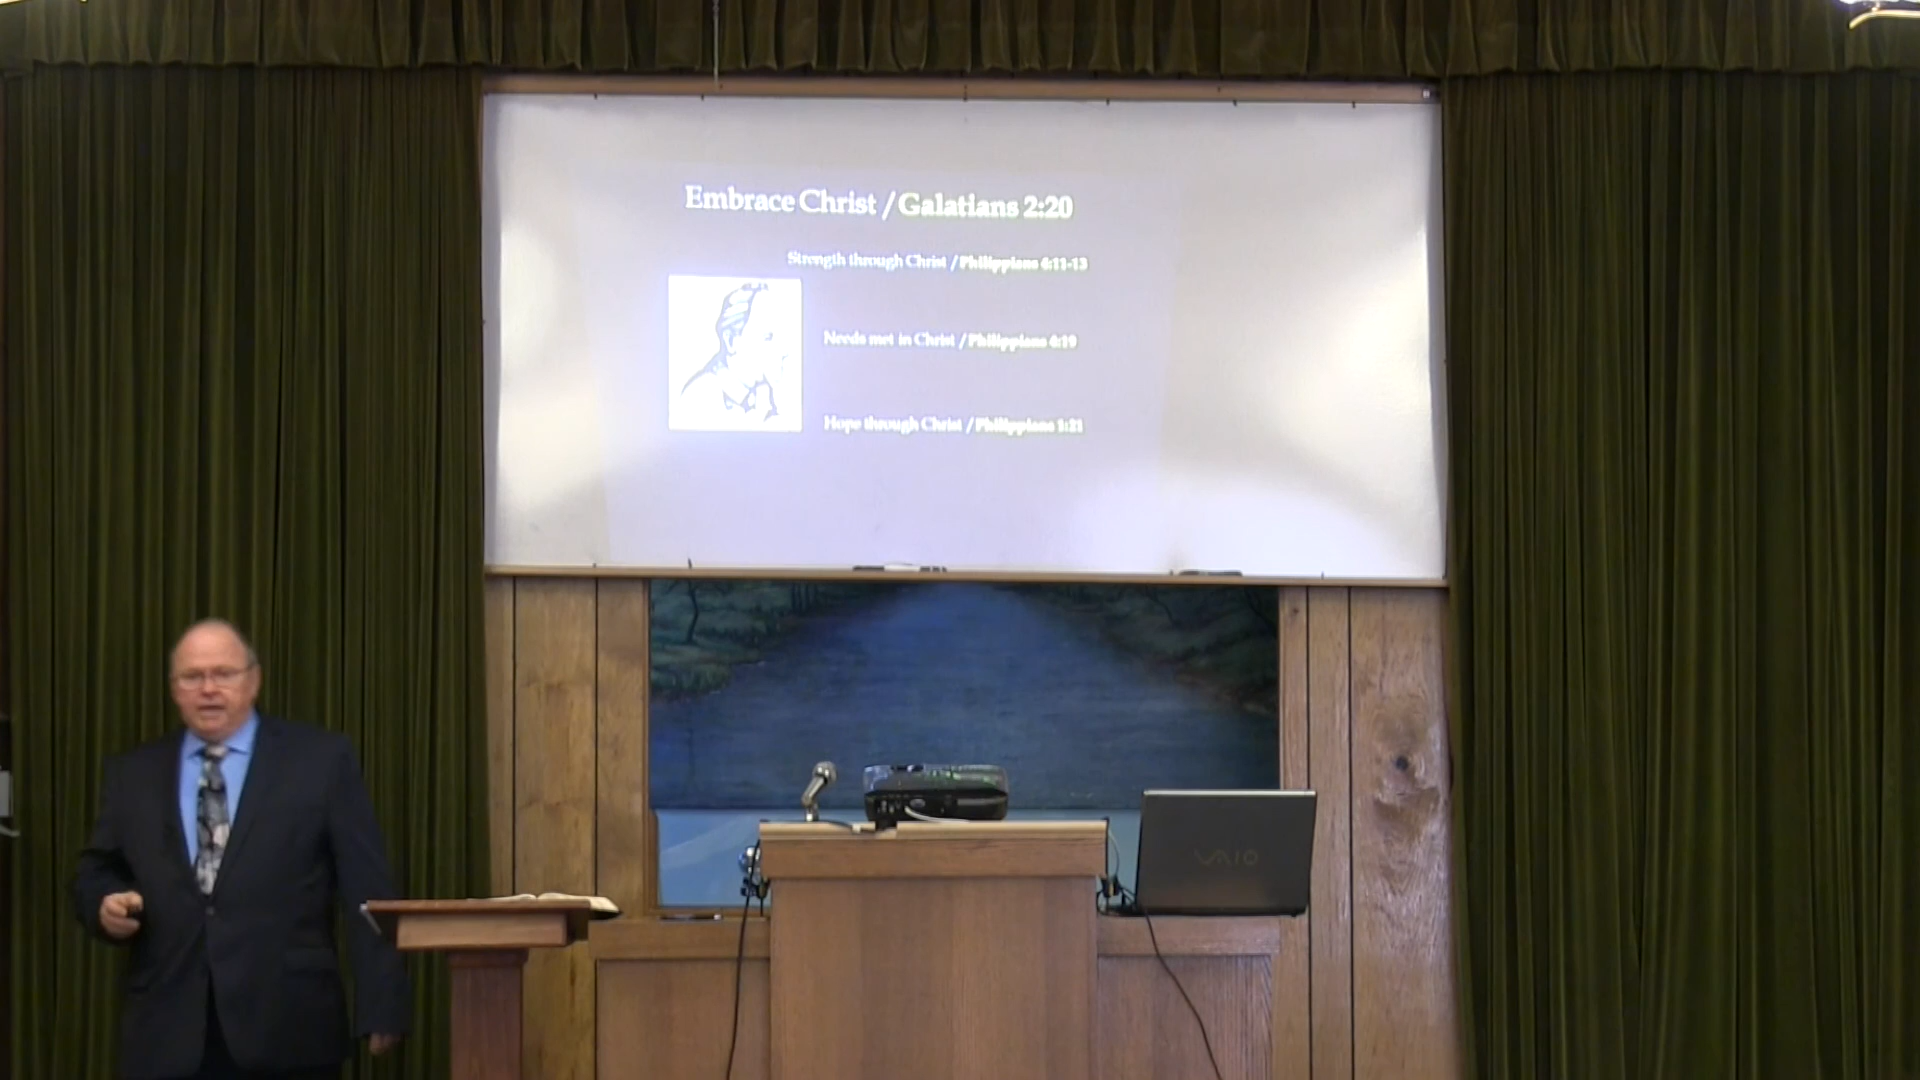 Embrace Christ / Galatians 2:20
Strength through Christ / Philippians 4:11-13
Needs met in Christ / Philippians 4:19
Hope through Christ / Philippians 1:21
VAIO